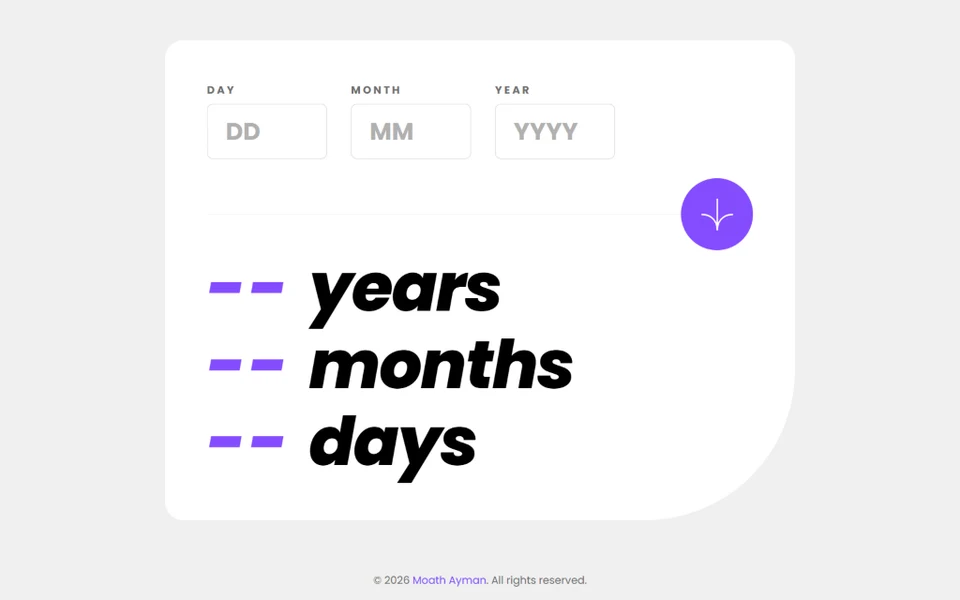 DAY MONTH YEAR
DD MM YYYY
-- years
-- months
-- days
© 2026 Moath Ayman. All rights reserved.